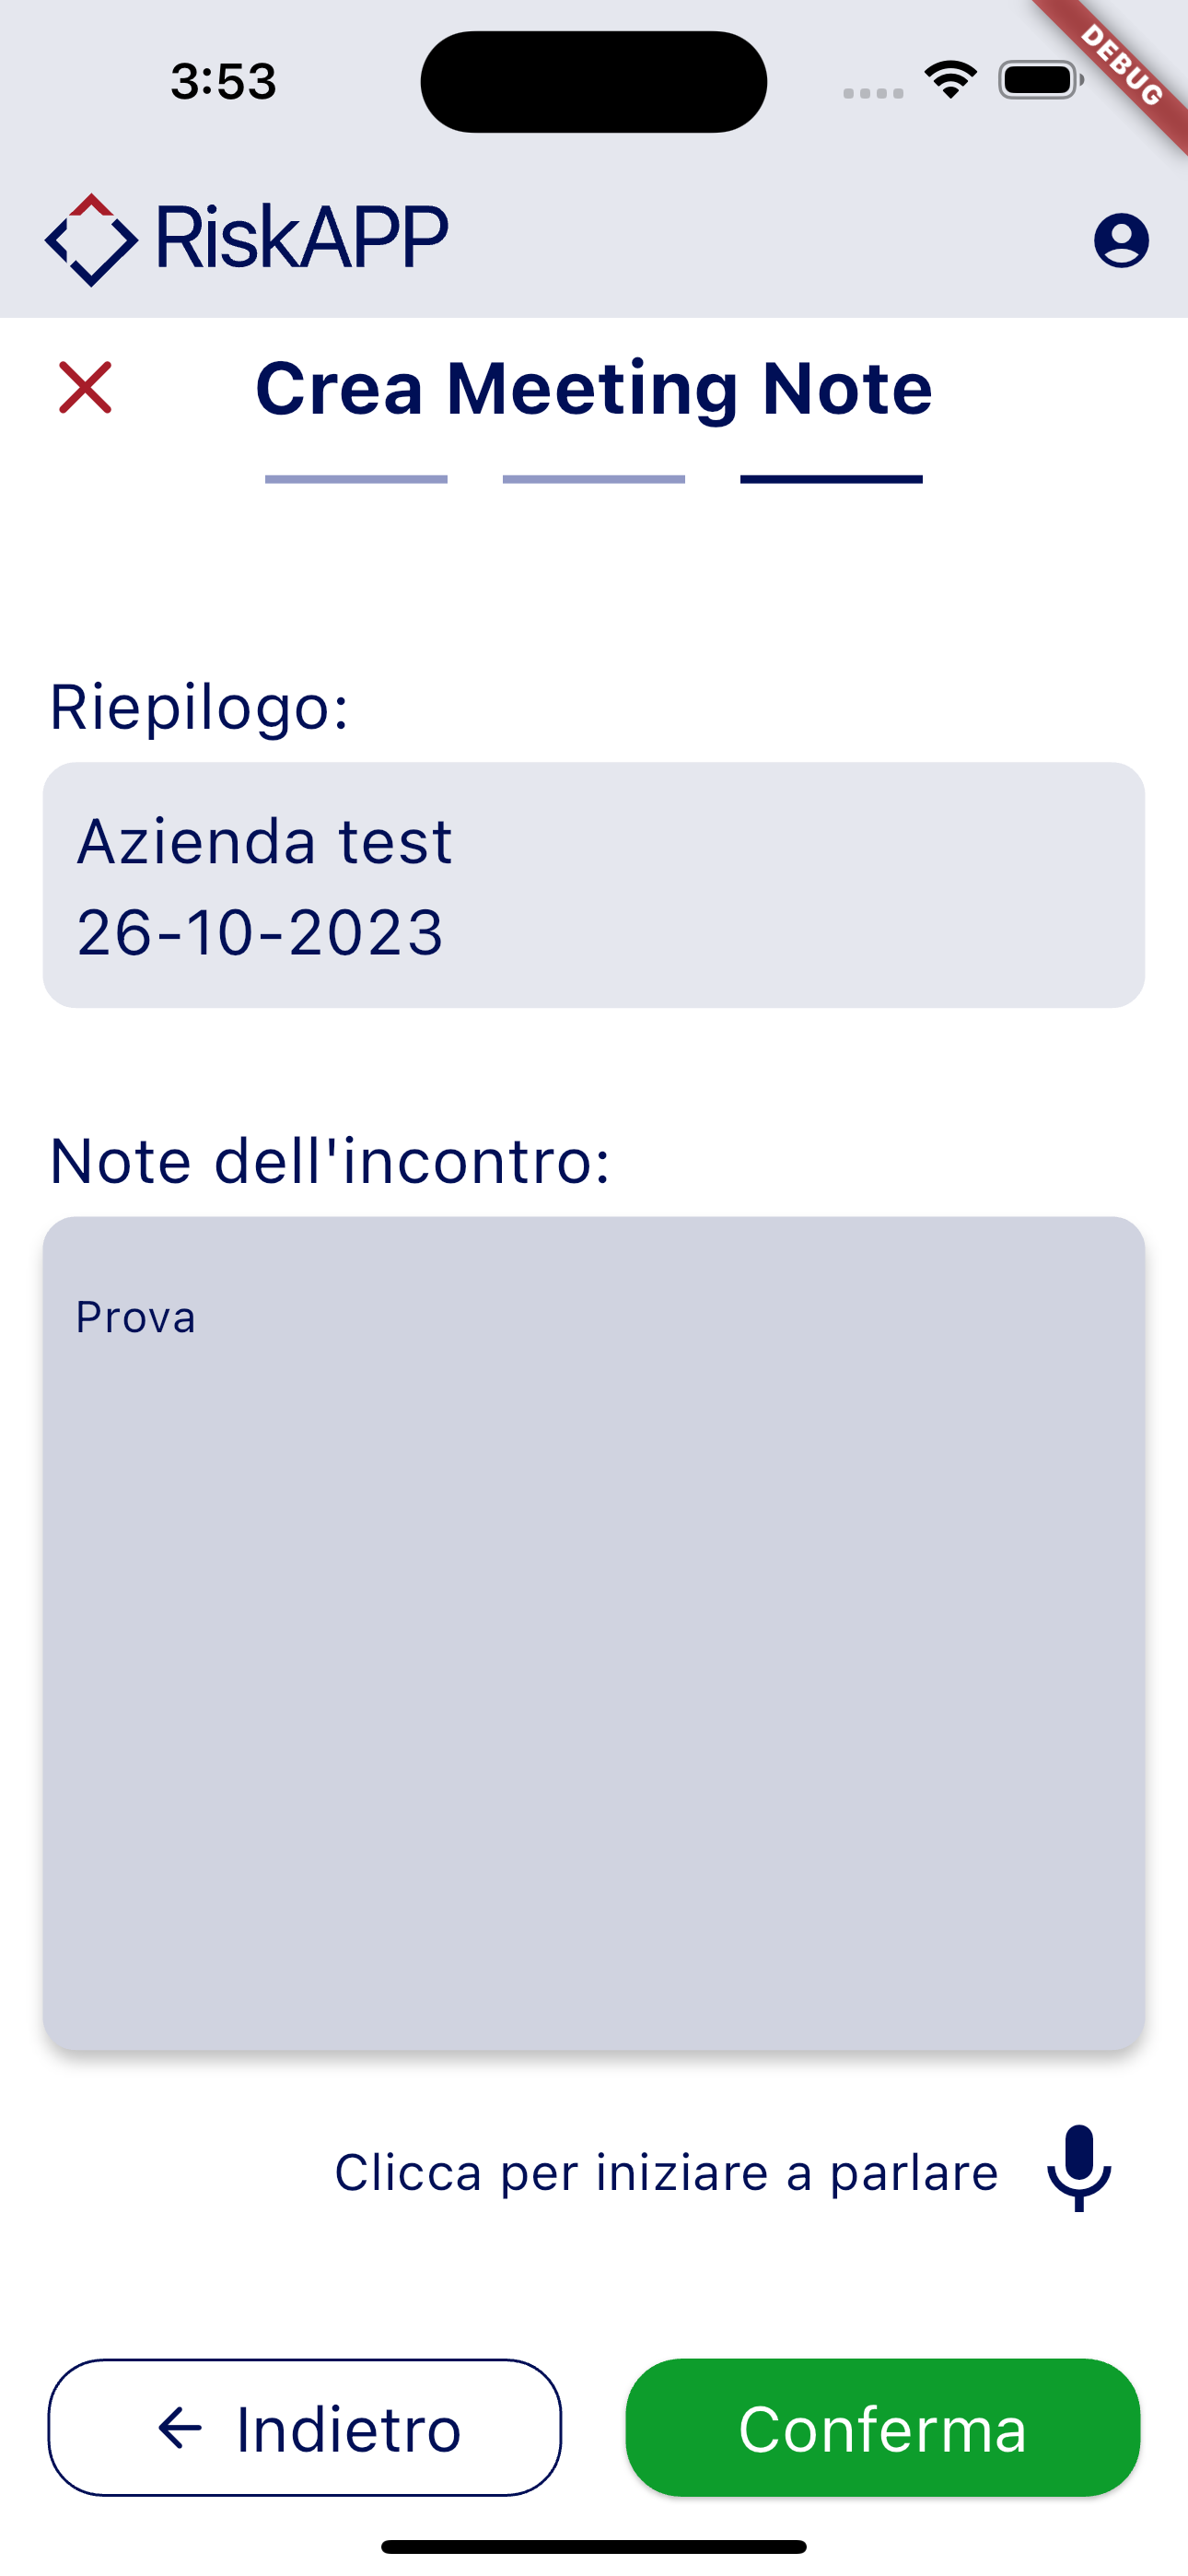 3:53
DEBUG
RiskAPP
Crea Meeting Note
Riepilogo:
Azienda test
26-10-2023
Note dell'incontro:
Prova
Clicca per iniziare a parlare
Indietro
Conferma